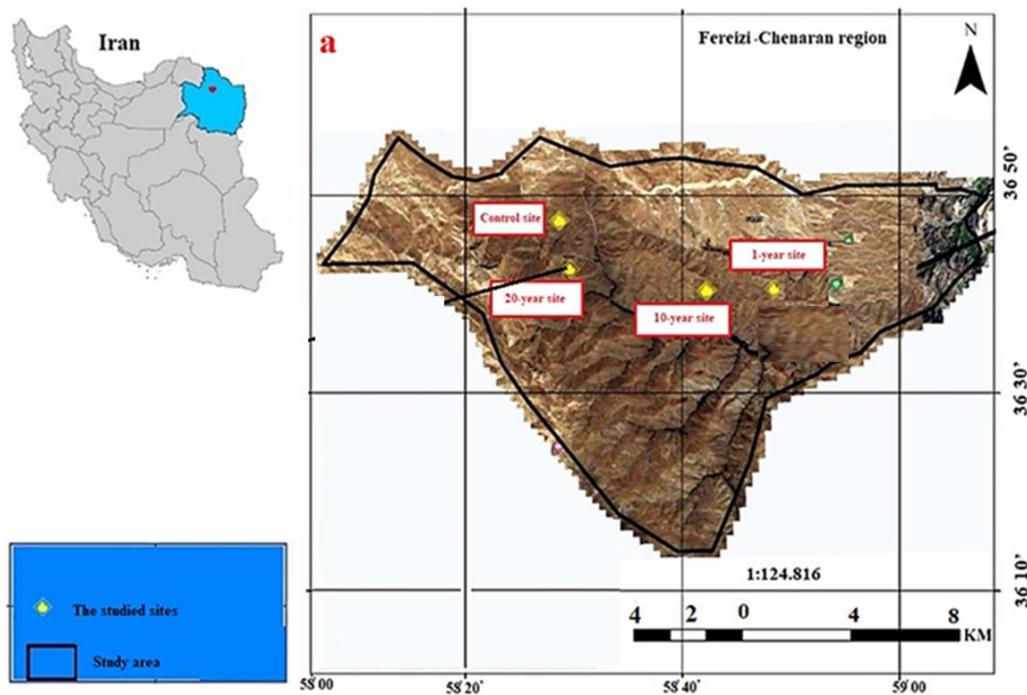 Iran
a
Fereizi -Chenaran region
N
Control site
1-year site
20-year site
10-year site
36 50'
36 30'
36 10'
1:124.816
4 2 0 4 8
KM
58 00
58 20'
58 40'
59 00
The studied sites
Study area